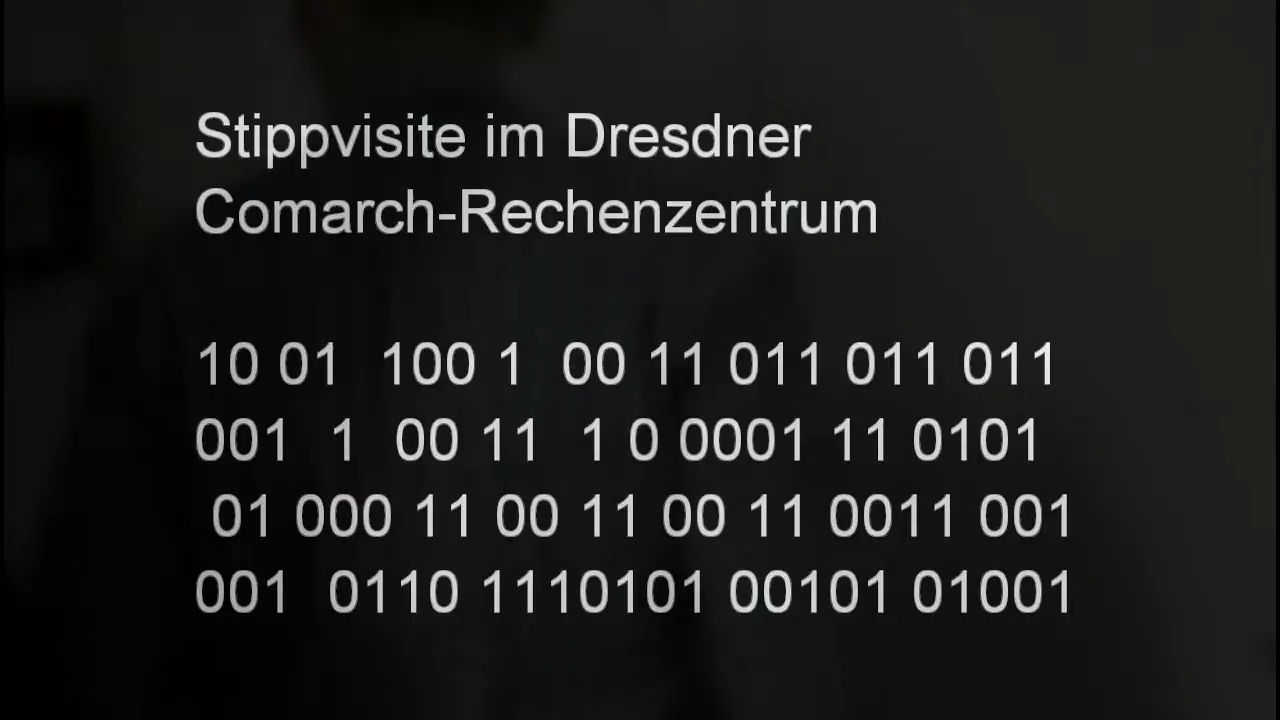 Stippvisite im Dresdner
Comarch-Rechenzentrum
10 01  100 1  00 11 011 011 011
001  1  00 11  1 0 0001 11 0101
01 000 11 00 11 00 11 0011 001
001  0110 1110101 00101 01001